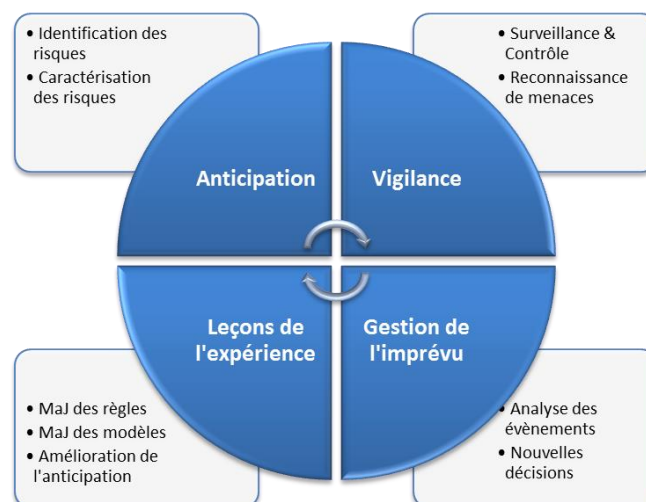 • Identification des
risques
• Caractérisation
des risques
• Surveillance &
Contrôle
• Reconnaissance
de menaces
Anticipation
Vigilance
Leçons de
l'expérience
Gestion de
l'imprévu
• MaJ des règles
• MaJ des modèles
• Amélioration de
l'anticipation
• Analyse des
évènements
• Nouvelles
décisions